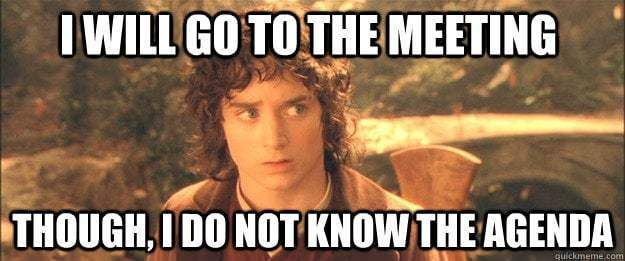 I WILL GO TO THE MEETING
THOUGH, I DO NOT KNOW THE AGENDA
quickmeme.com